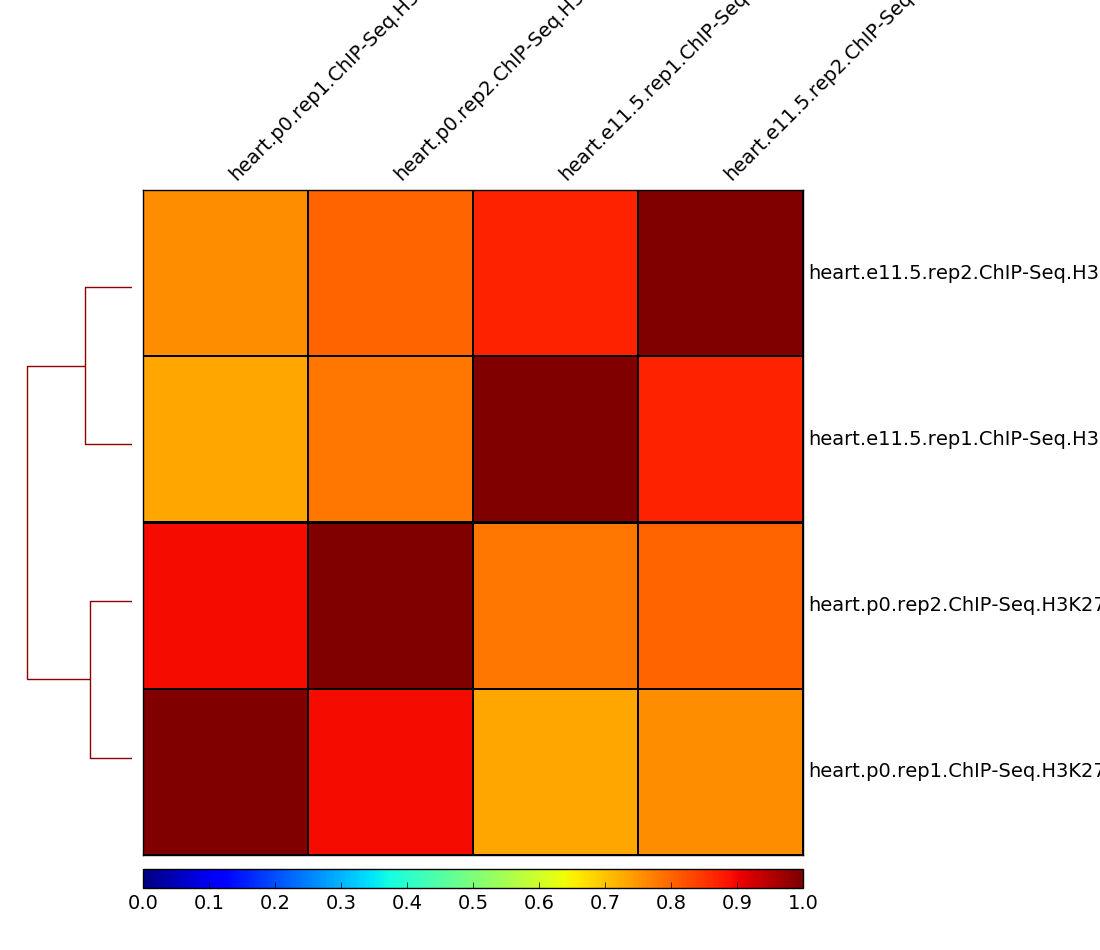 heart.p0.rep1.ChIP-Seq.H3
heart.p0.rep2.ChIP-Seq.H3
heart.e11.5.rep1.ChIP-Seq
heart.e11.5.rep2.ChIP-Seq
heart.e11.5.rep2.ChIP-Seq.H3
heart.e11.5.rep1.ChIP-Seq.H3
heart.p0.rep2.ChIP-Seq.H3K27
heart.p0.rep1.ChIP-Seq.H3K27
0.0 0.1 0.2 0.3 0.4 0.5 0.6 0.7 0.8 0.9 1.0